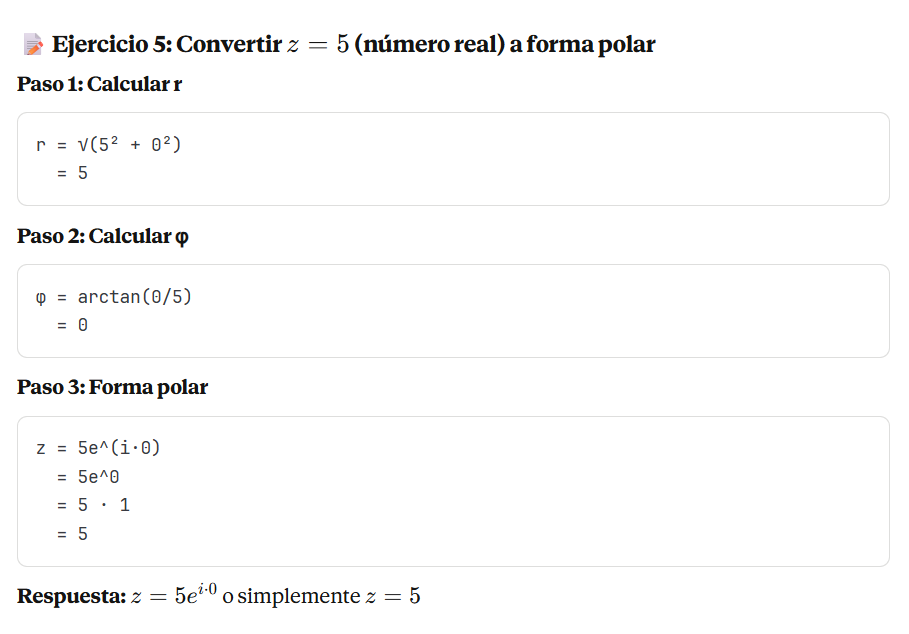 📝 Ejercicio 5: Convertir z = 5 (número real) a forma polar
Paso 1: Calcular r
r = √(5² + 0²)
= 5
Paso 2: Calcular φ
φ = arctan(0/5)
= 0
Paso 3: Forma polar
z = 5e^(i·0)
= 5e^0
= 5 · 1
= 5
Respuesta: z = 5e^{i·0} o simplemente z = 5